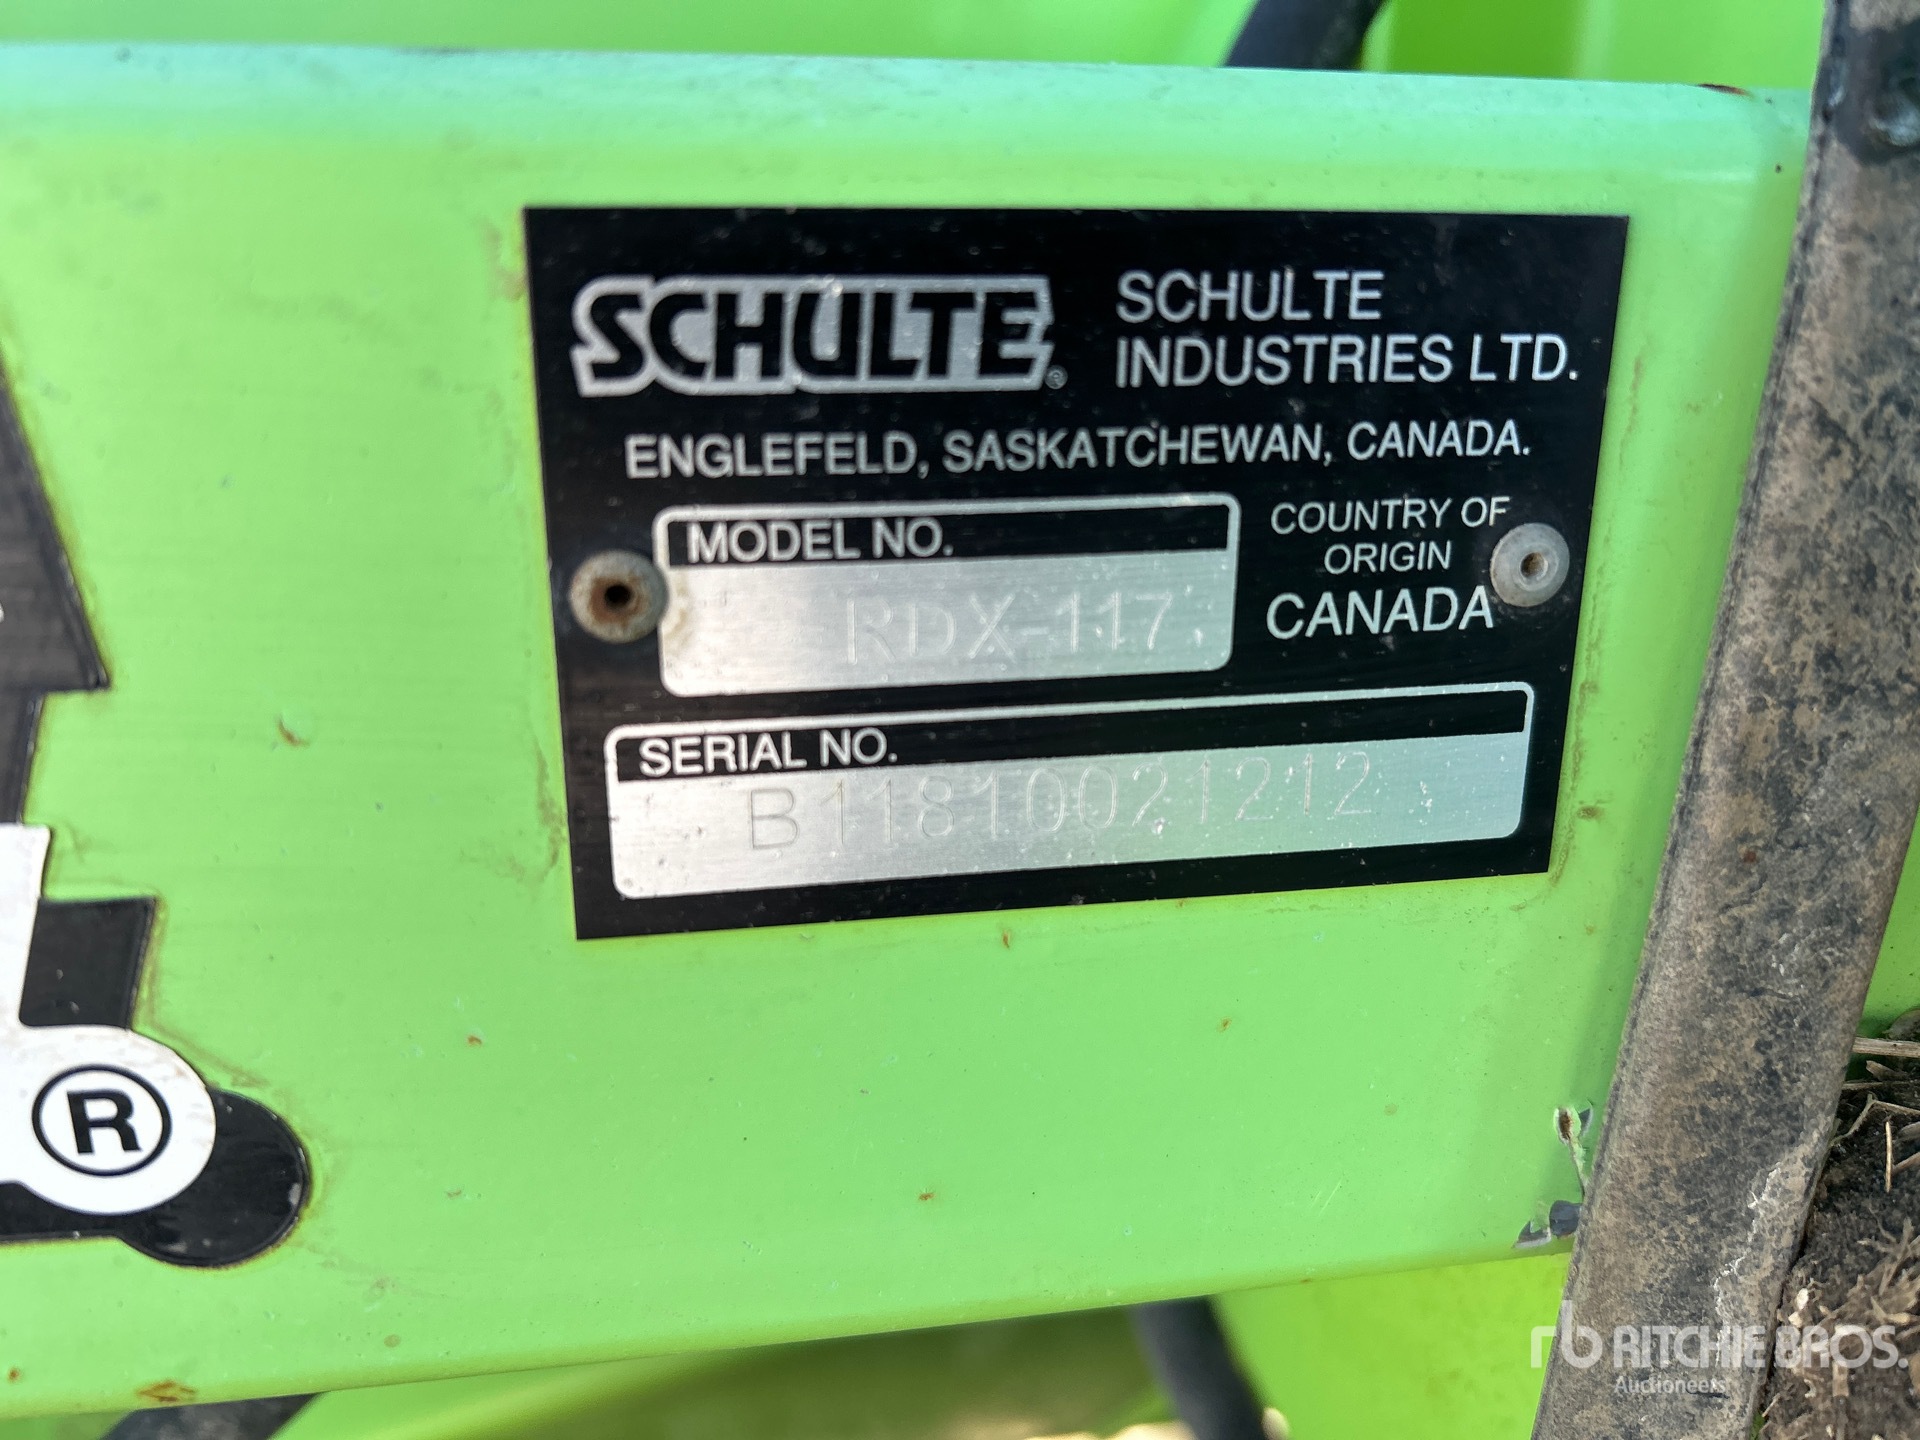 SCHULTE®
SCHULTE
INDUSTRIES LTD.
ENGLEFELD, SASKATCHEWAN, CANADA.
MODEL NO.
RDX-117
COUNTRY OF
ORIGIN
CANADA
SERIAL NO.
B11810021212
®
rb RITCHIE BROS.
Auctioneers